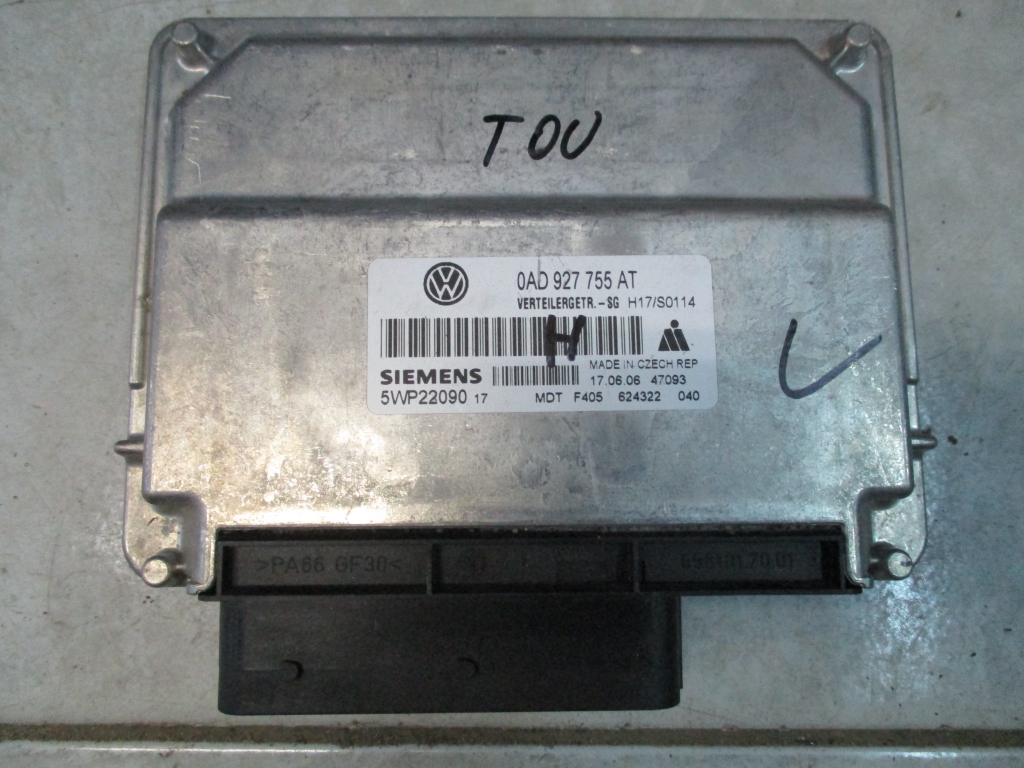 TOU
VW
0AD 927 755 AT
VERTEILERGETR.-SG H17/S0114
H
MADE IN CZECH REP
SIEMENS 17.06.06 47093
5WP22090 17 MDT F405 624322 040
>PA66 GF30<